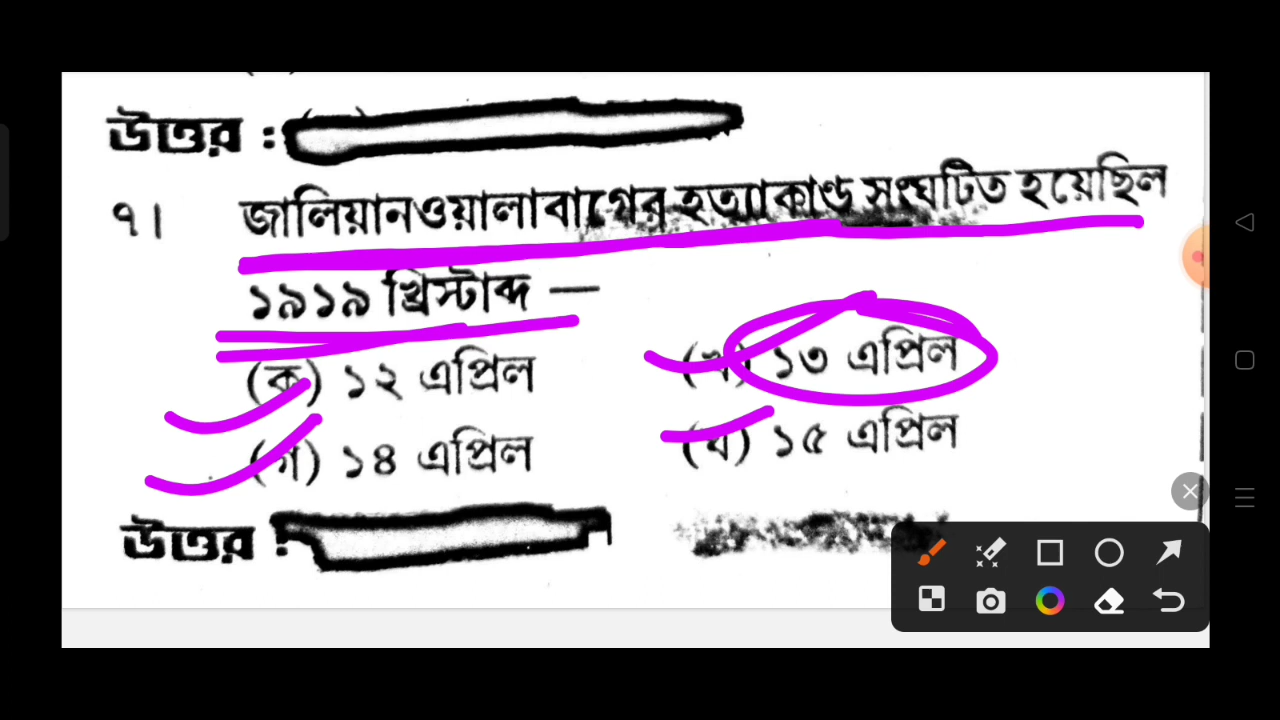 উত্তর :
৭। জালিয়ানওয়ালাবাগের হত্যাকাণ্ড সংঘটিত হয়েছিল
১৯১৯ খ্রিস্টাব্দ —
(ক) ১২ এপ্রিল (খ) ১৩ এপ্রিল
(গ) ১৪ এপ্রিল (ঘ) ১৫ এপ্রিল
উত্তর :